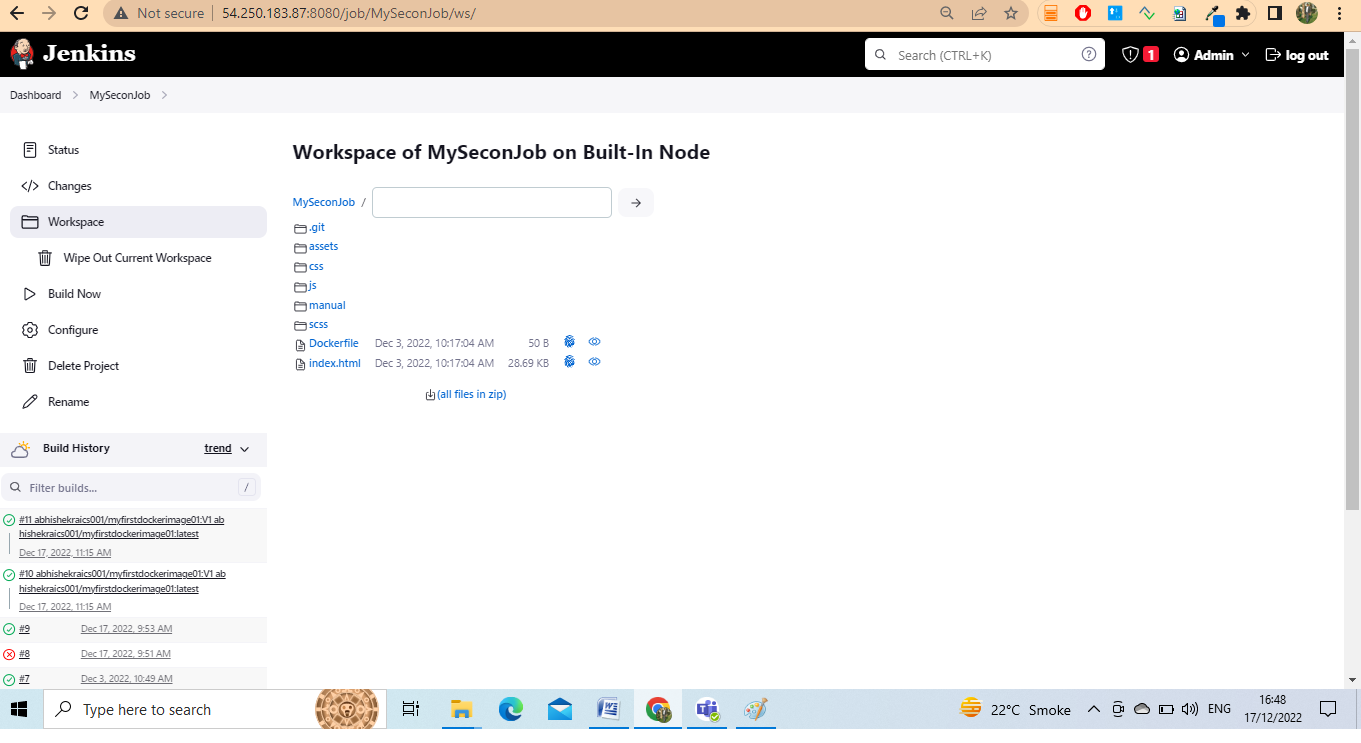 Not secure | 54.250.183.87:8080/job/MySeconJob/ws/
Jenkins
Search (CTRL+K)
1
Admin
log out
Dashboard > MySeconJob >
Status
Changes
Workspace
Wipe Out Current Workspace
Build Now
Configure
Delete Project
Rename
Build History
trend
Filter builds...
/
#11 abhishekraics001/myfirstdockerimage01:V1 ab
hishekraics001/myfirstdockerimage01:latest
Dec 17, 2022, 11:15 AM
#10 abhishekraics001/myfirstdockerimage01:V1 ab
hishekraics001/myfirstdockerimage01:latest
Dec 17, 2022, 11:15 AM
#9 Dec 17, 2022, 9:53 AM
#8 Dec 17, 2022, 9:51 AM
#7 Dec 3, 2022, 10:49 AM
Workspace of MySeconJob on Built-In Node
MySeconJob /
.git
assets
css
js
manual
scss
Dockerfile Dec 3, 2022, 10:17:04 AM 50 B
index.html Dec 3, 2022, 10:17:04 AM 28.69 KB
(all files in zip)
Type here to search
22°C Smoke
ENG
16:48
17/12/2022